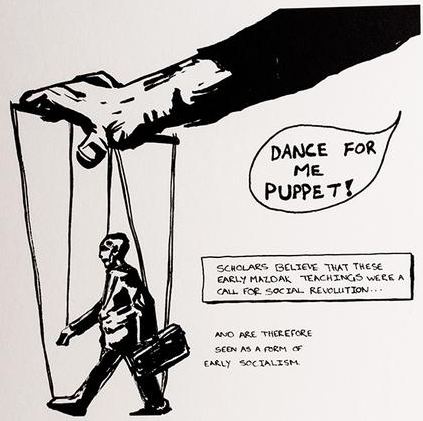 DANCE FOR
ME
PUPPET!
SCHOLARS BELIEVE THAT THESE
EARLY MAZDAK TEACHINGS WERE A
CALL FOR SOCIAL REVOLUTION...
AND ARE THEREFORE
SEEN AS A FORM OF
EARLY SOCIALISM.